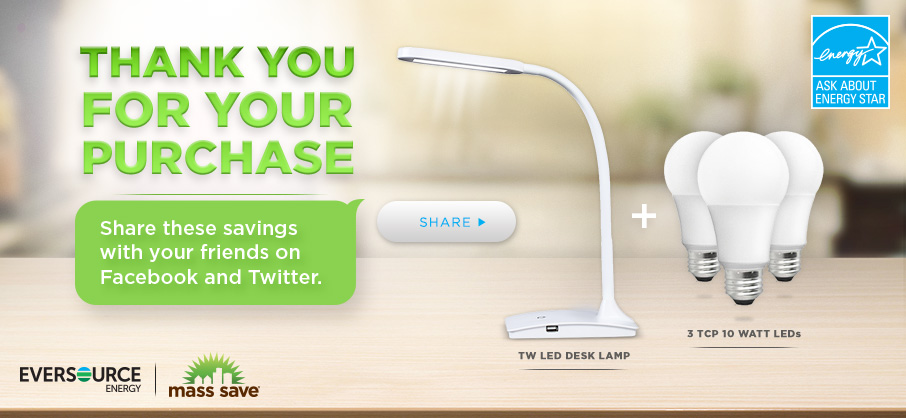 THANK YOU
FOR YOUR
PURCHASE
Share these savings
with your friends on
Facebook and Twitter.
SHARE
+
energy
ASK ABOUT
ENERGY STAR
TW LED DESK LAMP
3 TCP 10 WATT LEDs
EVERSOURCE
ENERGY
mass save